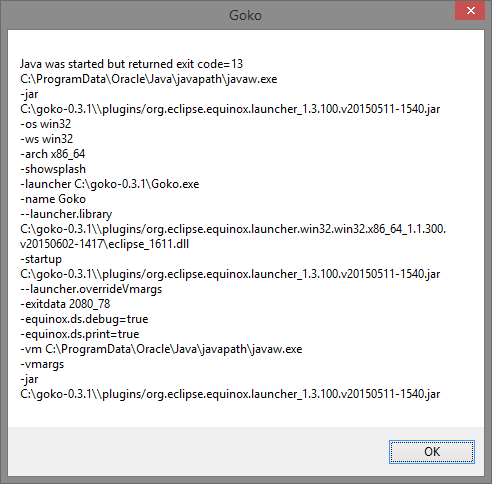 Goko
Java was started but returned exit code=13
C:\ProgramData\Oracle\Java\javapath\javaw.exe
-jar
C:\goko-0.3.1\\plugins/org.eclipse.equinox.launcher_1.3.100.v20150511-1540.jar
-os win32
-ws win32
-arch x86_64
-showsplash
-launcher C:\goko-0.3.1\Goko.exe
-name Goko
--launcher.library
C:\goko-0.3.1\\plugins/org.eclipse.equinox.launcher.win32.win32.x86_64_1.1.300.
v20150602-1417\eclipse_1611.dll
-startup
C:\goko-0.3.1\\plugins/org.eclipse.equinox.launcher_1.3.100.v20150511-1540.jar
--launcher.overrideVmargs
-exitdata 2080_78
-equinox.ds.debug=true
-equinox.ds.print=true
-vm C:\ProgramData\Oracle\Java\javapath\javaw.exe
-vmargs
-jar
C:\goko-0.3.1\\plugins/org.eclipse.equinox.launcher_1.3.100.v20150511-1540.jar
OK